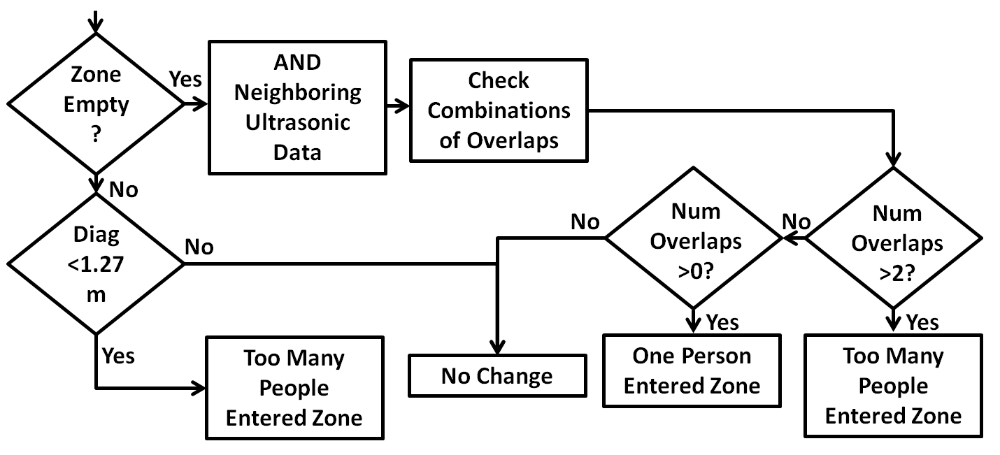 Zone
Empty
?
Yes
AND
Neighboring
Ultrasonic
Data
Check
Combinations
of Overlaps
No
Diag
<1.27
m
No
Yes
Too Many
People
Entered Zone
No Change
No
Num
Overlaps
>0?
Yes
One Person
Entered Zone
No
Num
Overlaps
>2?
Yes
Too Many
People
Entered Zone